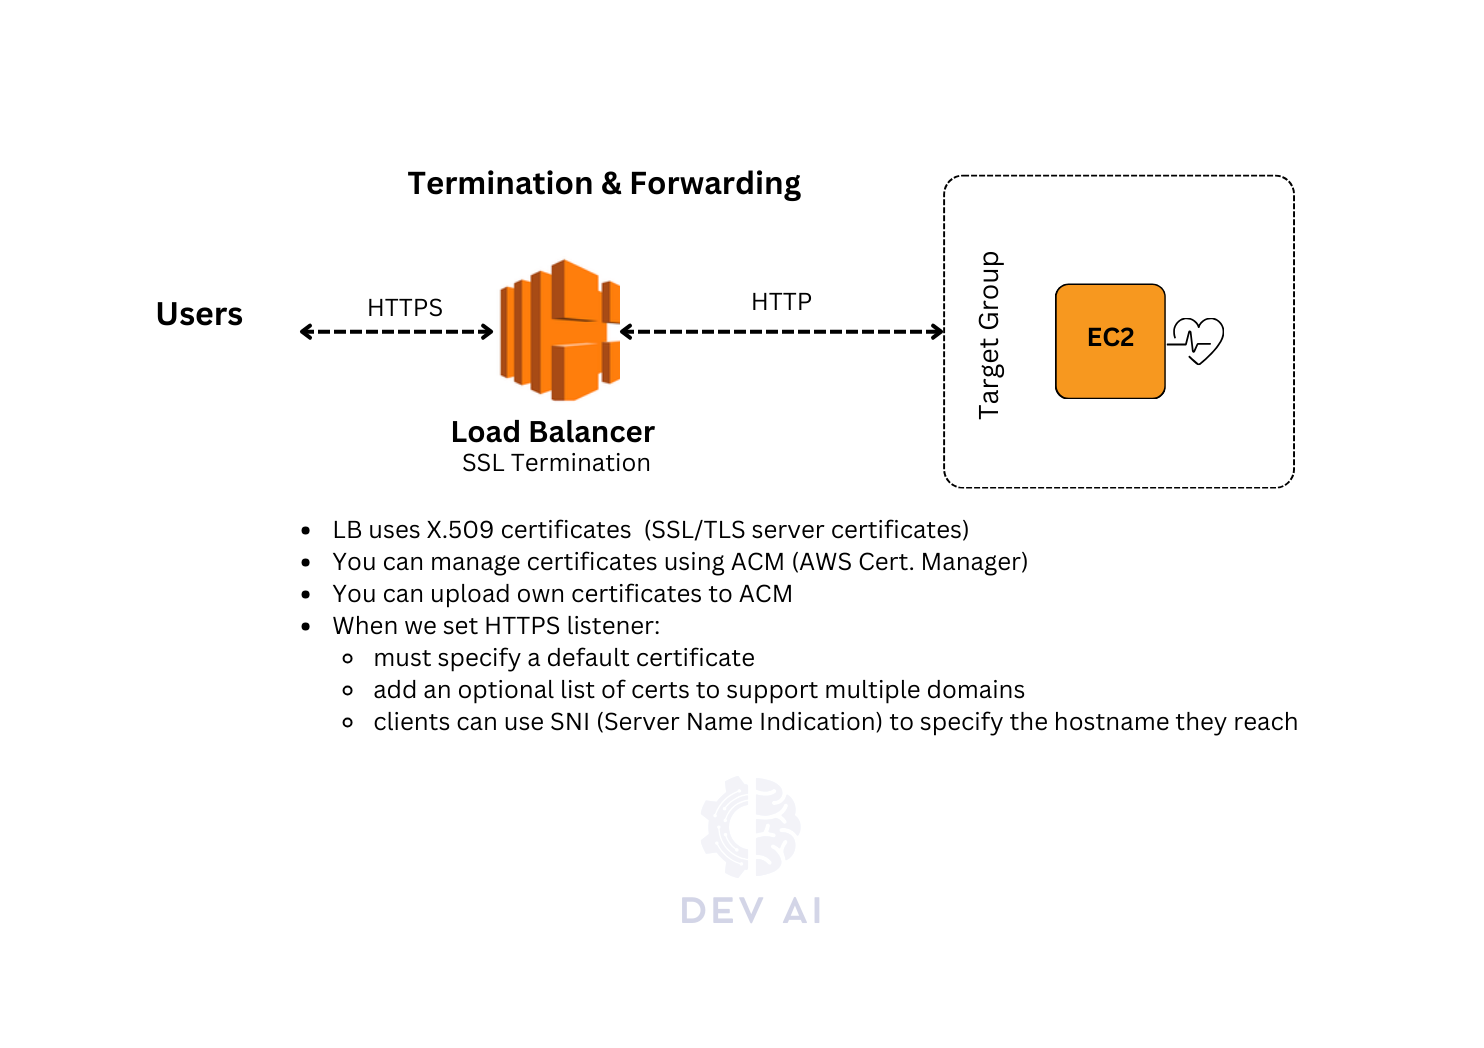 Termination & Forwarding
Users
HTTPS
HTTP
Target Group
EC2
Load Balancer
SSL Termination
• LB uses X.509 certificates  (SSL/TLS server certificates)
• You can manage certificates using ACM (AWS Cert. Manager)
• You can upload own certificates to ACM
• When we set HTTPS listener:
◦ must specify a default certificate
◦ add an optional list of certs to support multiple domains
◦ clients can use SNI (Server Name Indication) to specify the hostname they reach
DEV AI